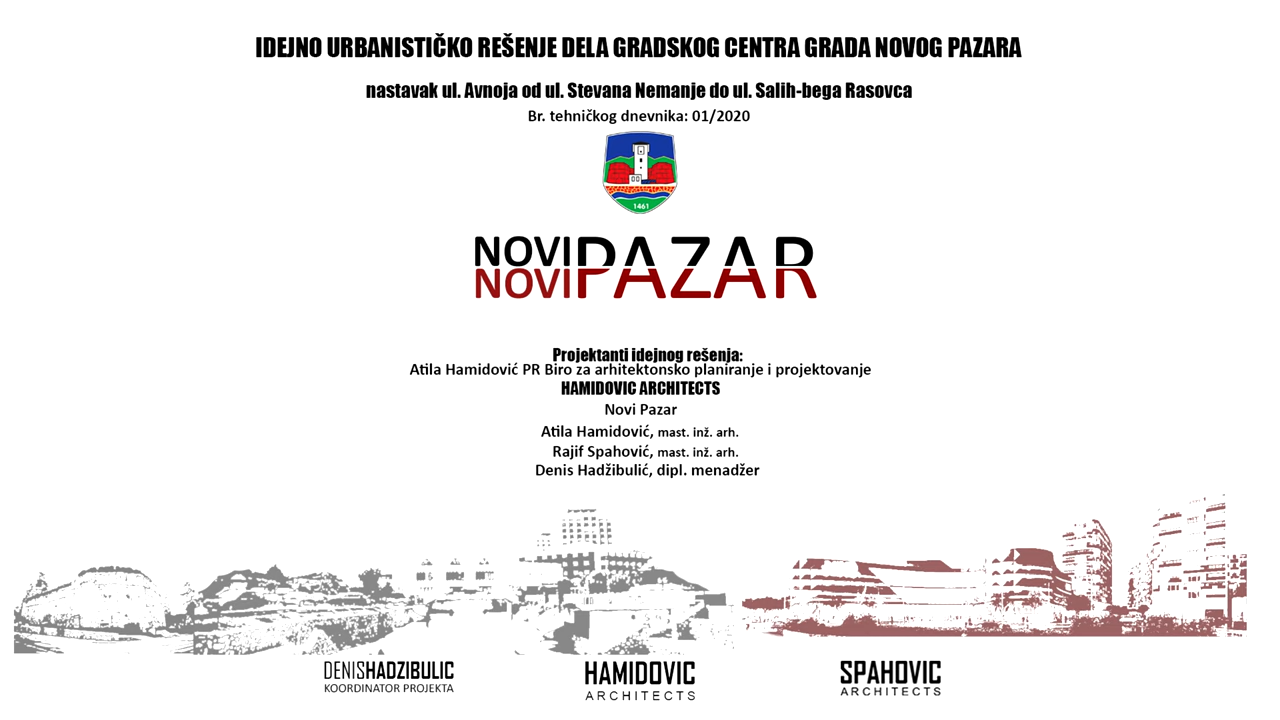 IDEJNO URBANISTIČKO REŠENJE DELA GRADSKOG CENTRA GRADA NOVOG PAZARA
nastavak ul. Avnoja od ul. Stevana Nemanje do ul. Salih-bega Rasovca
Br. tehničkog dnevnika: 01/2020
1461
NOVI PAZAR
NOVI
Projektanti idejnog rešenja:
Atila Hamidović PR Biro za arhitektonsko planiranje i projektovanje
HAMIDOVIC ARCHITECTS
Novi Pazar
Atila Hamidović, mast. inž. arh.
Rajif Spahović, mast. inž. arh.
Denis Hadžibulić, dipl. menadžer
DENISHADZIBULIC
KOORDINATOR PROJEKTA
HAMIDOVIC
ARCHITECTS
SPAHOVIC
ARCHITECTS